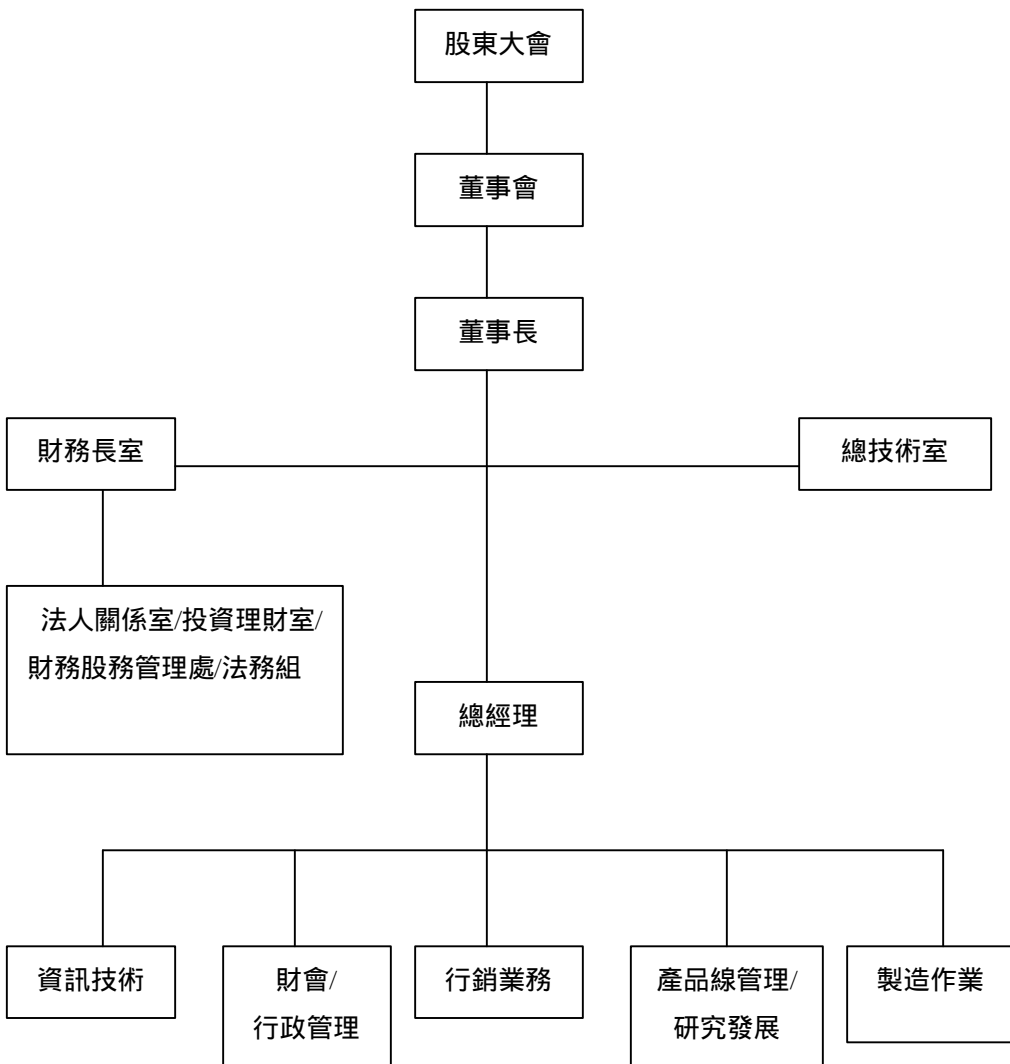 股東大會
董事會
董事長
財務長室
總技術室
法人關係室/投資理財室/
財務股務管理處/法務組
總經理
資訊技術
財會/
行政管理
行銷業務
產品線管理/
研究發展
製造作業